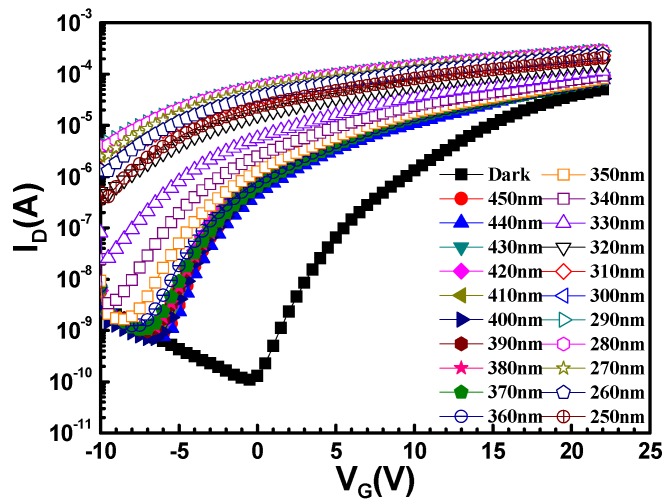 10⁻³
10⁻⁴
10⁻⁵
10⁻⁶
10⁻⁷
10⁻⁸
10⁻⁹
10⁻¹⁰
10⁻¹¹
I_D(A)
Dark 350nm
450nm 340nm
440nm 330nm
430nm 320nm
420nm 310nm
410nm 300nm
400nm 290nm
390nm 280nm
380nm 270nm
370nm 260nm
360nm 250nm
-10 -5 0 5 10 15 20 25
V_G(V)